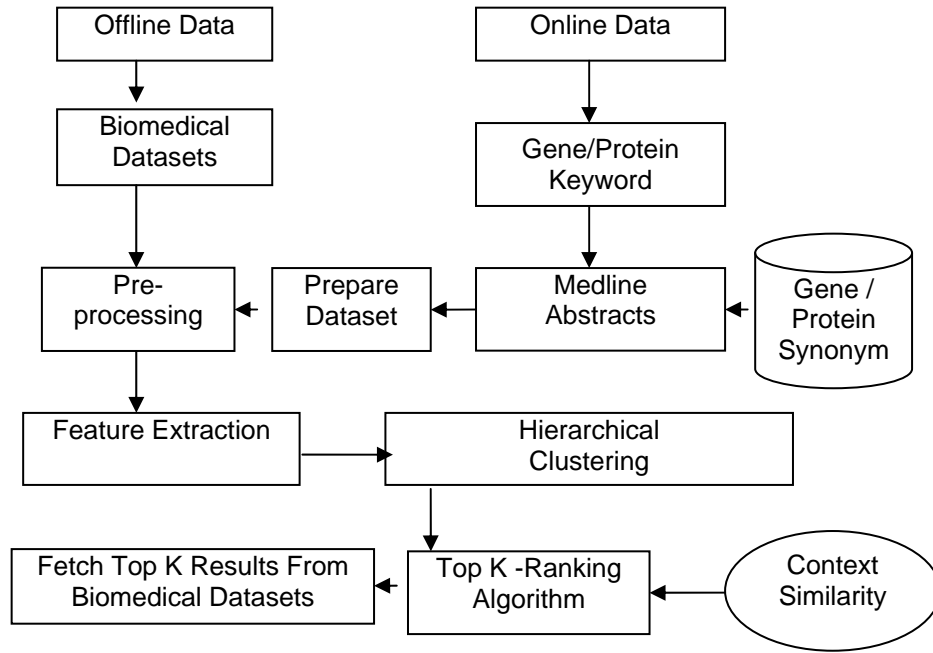 Offline Data
Online Data
Biomedical
Datasets
Gene/Protein
Keyword
Pre-
processing
Prepare
Dataset
Medline
Abstracts
Gene /
Protein
Synonym
Feature Extraction
Hierarchical
Clustering
Fetch Top K Results From
Biomedical Datasets
Top K -Ranking
Algorithm
Context
Similarity